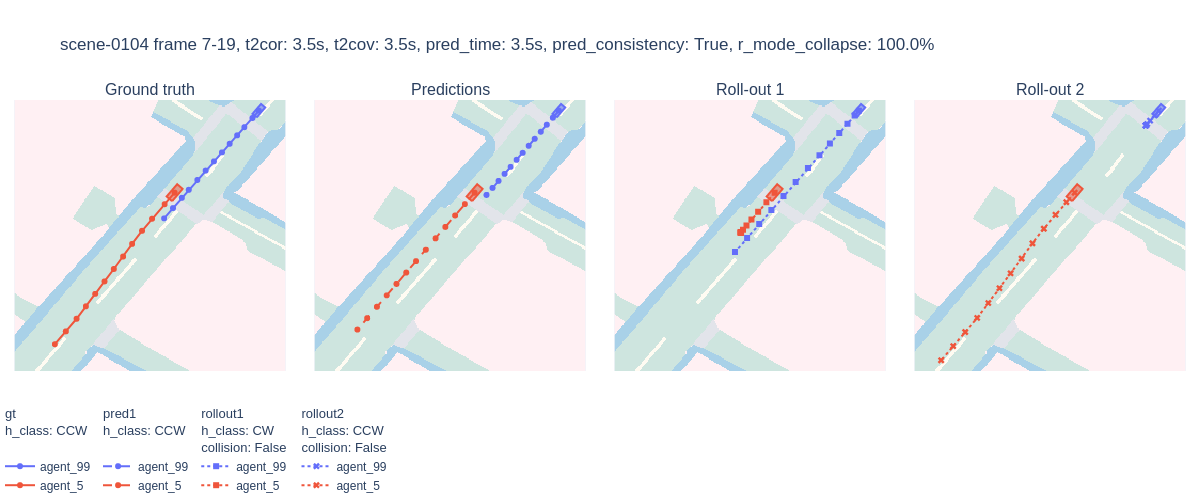 scene-0104 frame 7-19, t2cor: 3.5s, t2cov: 3.5s, pred_time: 3.5s, pred_consistency: True, r_mode_collapse: 100.0%
Ground truth
Predictions
Roll-out 1
Roll-out 2
gt
h_class: CCW
agent_99
agent_5
pred1
h_class: CCW
agent_99
agent_5
rollout1
h_class: CW
collision: False
agent_99
agent_5
rollout2
h_class: CCW
collision: False
agent_99
agent_5